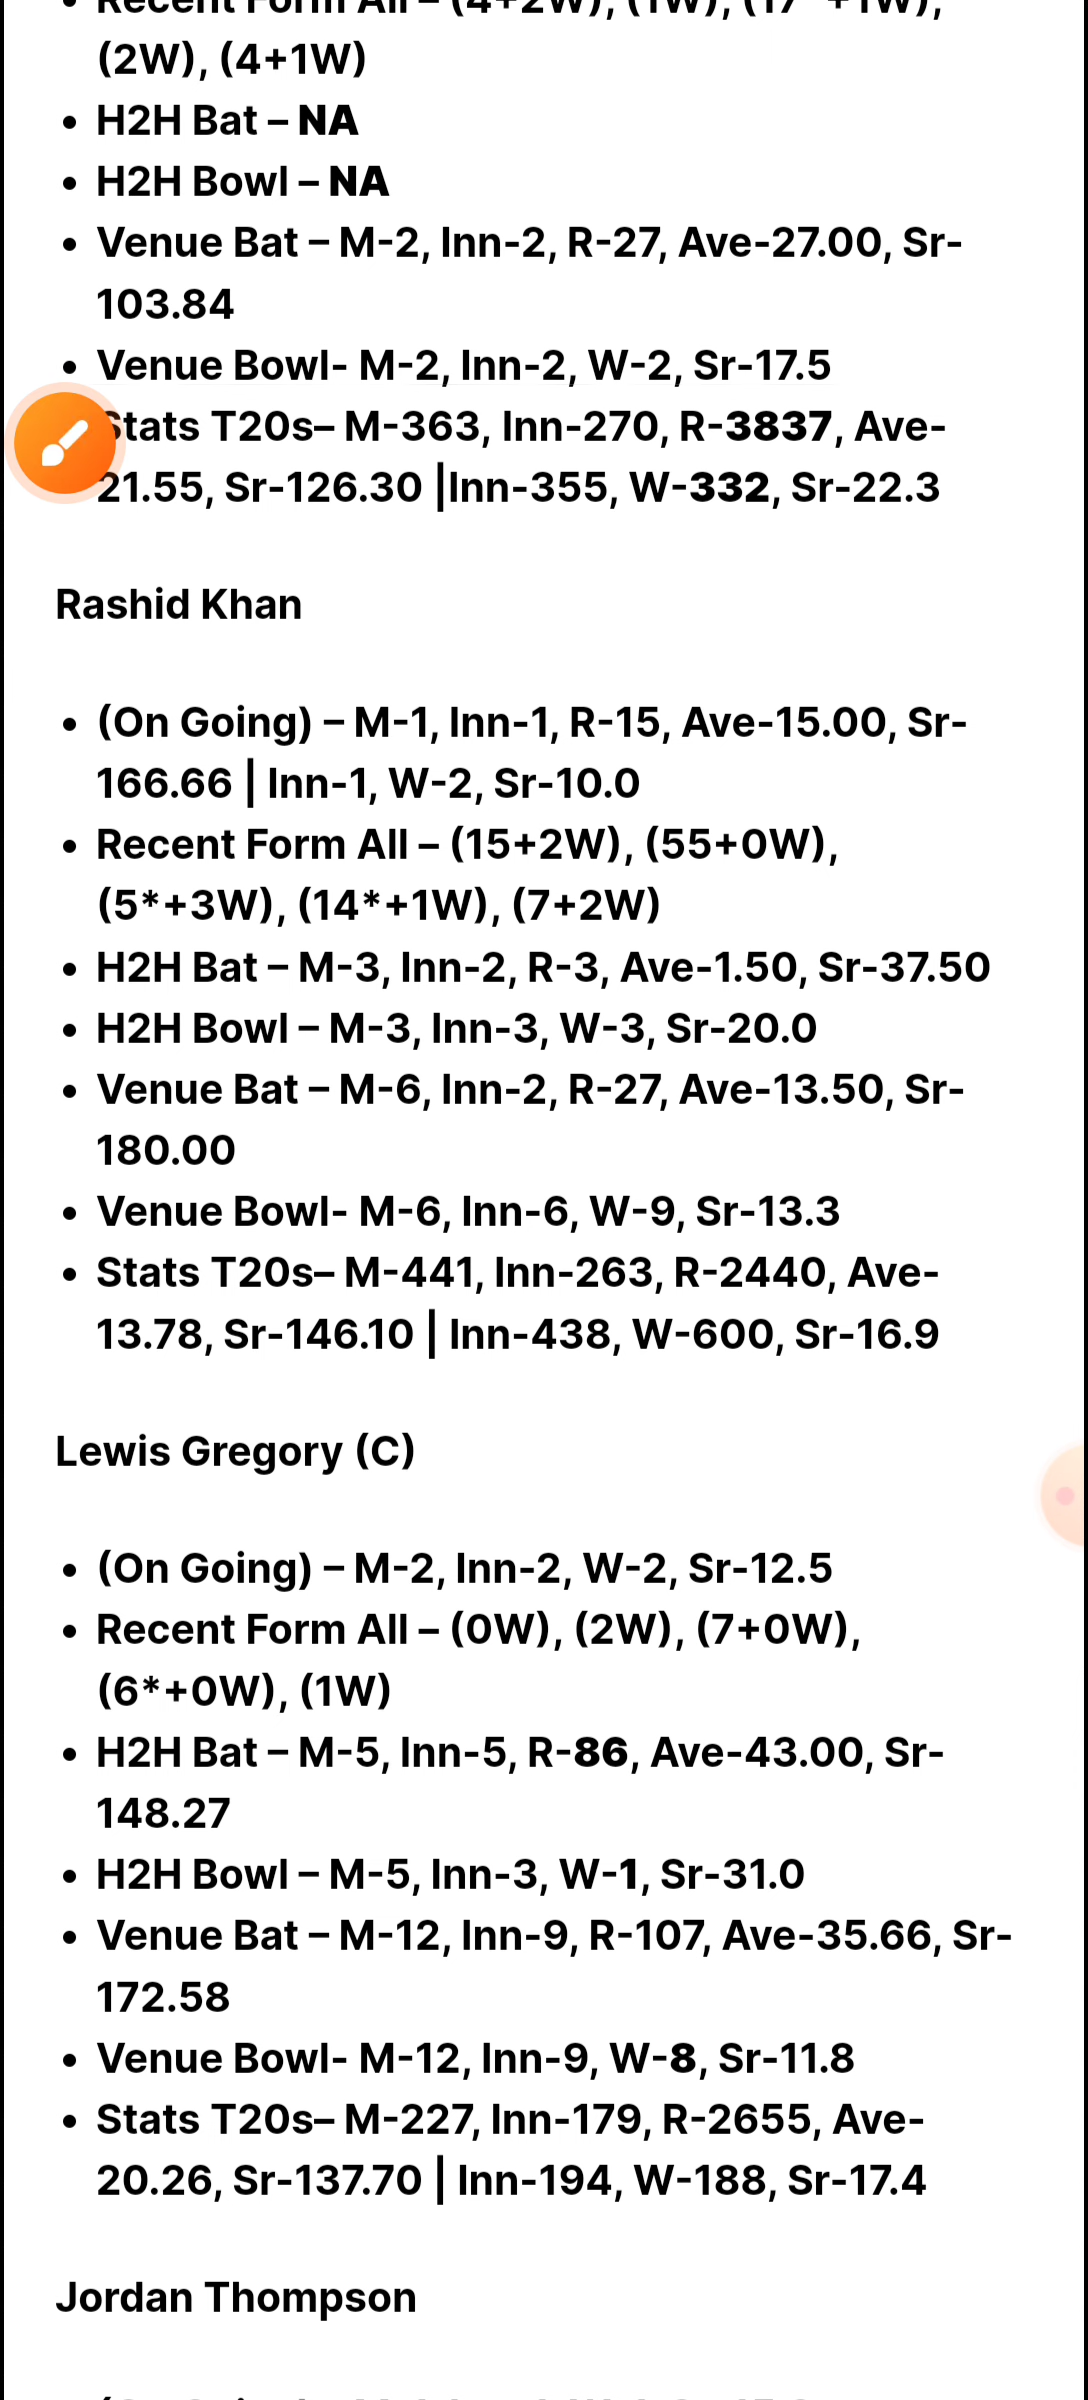 Recent Form All – (4+2W), (1W), (17*+1W),
(2W), (4+1W)
• H2H Bat – NA
• H2H Bowl – NA
• Venue Bat – M-2, Inn-2, R-27, Ave-27.00, Sr-
103.84
• Venue Bowl- M-2, Inn-2, W-2, Sr-17.5
Stats T20s– M-363, Inn-270, R-3837, Ave-
21.55, Sr-126.30 |Inn-355, W-332, Sr-22.3
Rashid Khan
• (On Going) – M-1, Inn-1, R-15, Ave-15.00, Sr-
166.66 | Inn-1, W-2, Sr-10.0
• Recent Form All – (15+2W), (55+0W),
(5*+3W), (14*+1W), (7+2W)
• H2H Bat – M-3, Inn-2, R-3, Ave-1.50, Sr-37.50
• H2H Bowl – M-3, Inn-3, W-3, Sr-20.0
• Venue Bat – M-6, Inn-2, R-27, Ave-13.50, Sr-
180.00
• Venue Bowl- M-6, Inn-6, W-9, Sr-13.3
• Stats T20s– M-441, Inn-263, R-2440, Ave-
13.78, Sr-146.10 | Inn-438, W-600, Sr-16.9
Lewis Gregory (C)
• (On Going) – M-2, Inn-2, W-2, Sr-12.5
• Recent Form All – (0W), (2W), (7+0W),
(6*+0W), (1W)
• H2H Bat – M-5, Inn-5, R-86, Ave-43.00, Sr-
148.27
• H2H Bowl – M-5, Inn-3, W-1, Sr-31.0
• Venue Bat – M-12, Inn-9, R-107, Ave-35.66, Sr-
172.58
• Venue Bowl- M-12, Inn-9, W-8, Sr-11.8
• Stats T20s– M-227, Inn-179, R-2655, Ave-
20.26, Sr-137.70 | Inn-194, W-188, Sr-17.4
Jordan Thompson